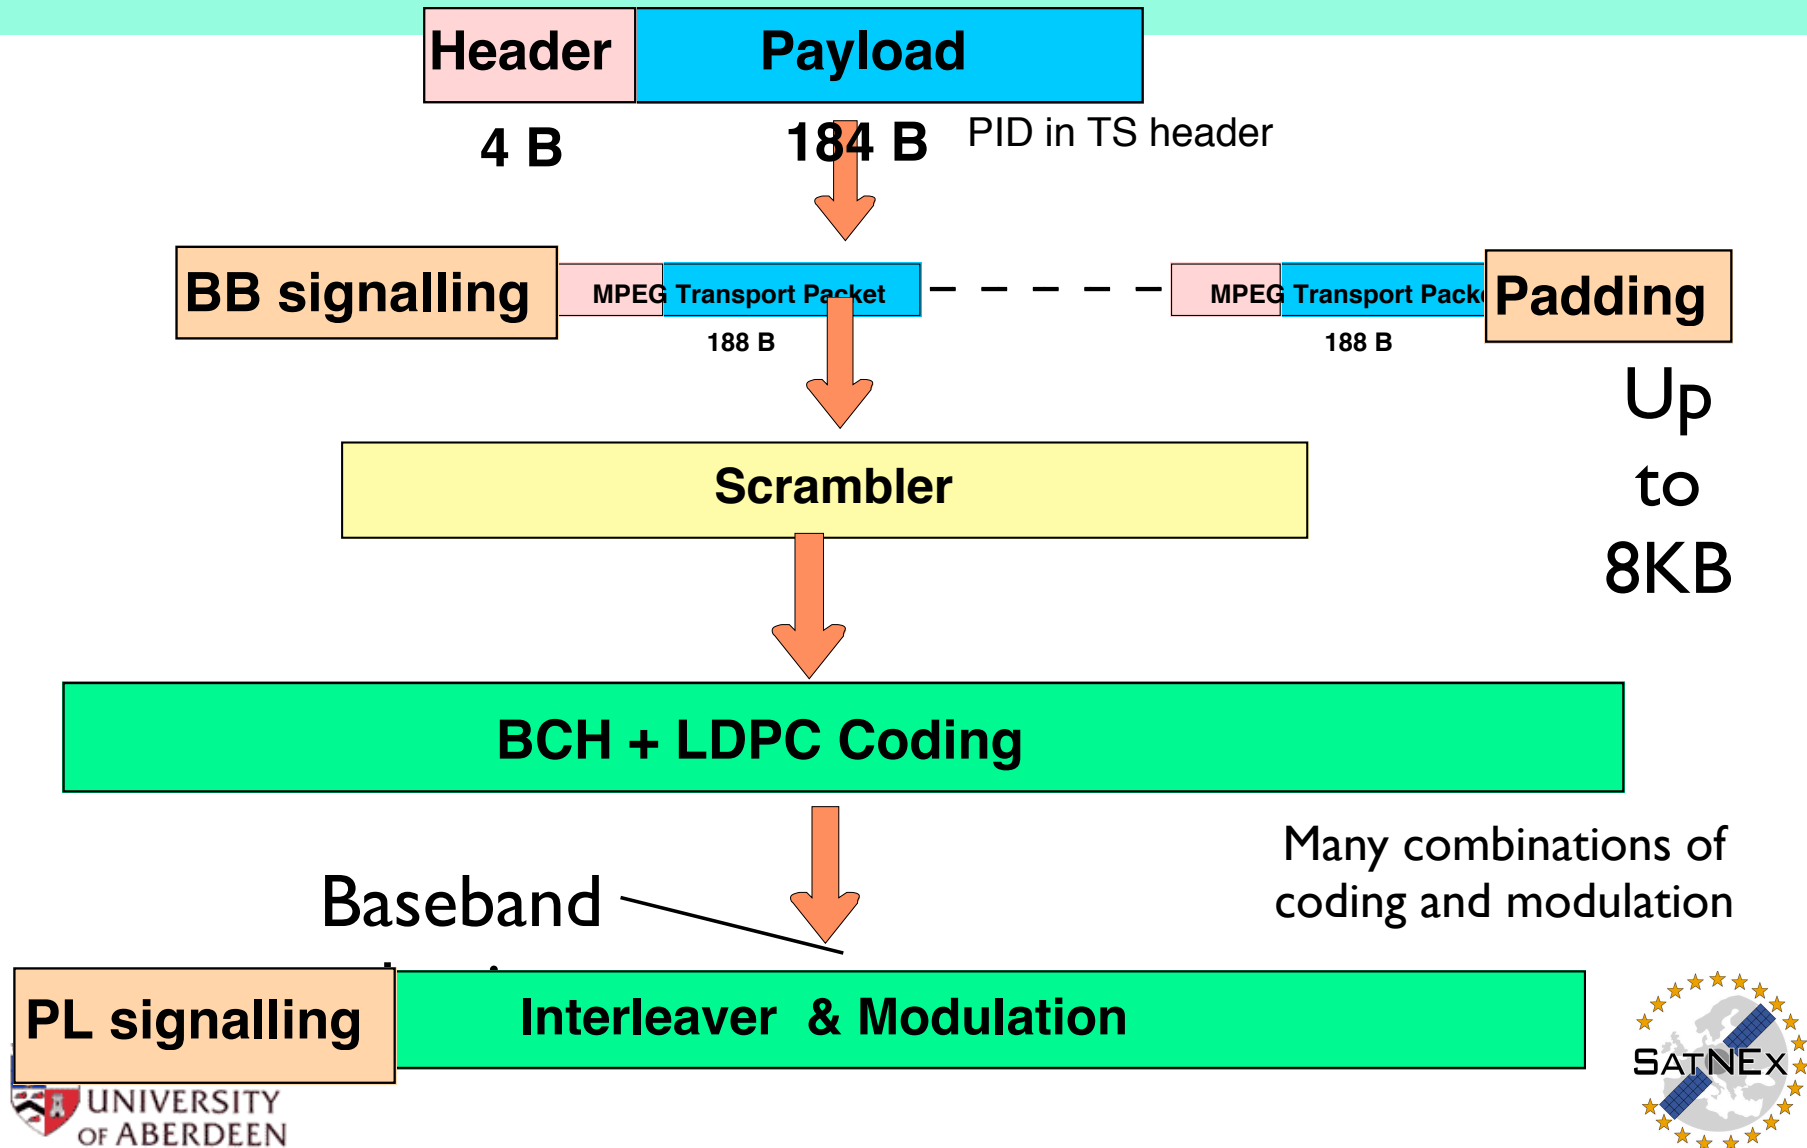 Header Payload
4 B 184 B PID in TS header
BB signalling MPEG Transport Packet MPEG Transport Padding
188 B 188 B
Up
to
8KB
Scrambler
BCH + LDPC Coding
Many combinations of
coding and modulation
Baseband
PL signalling Interleaver & Modulation
UNIVERSITY
OF ABERDEEN
SATNEX